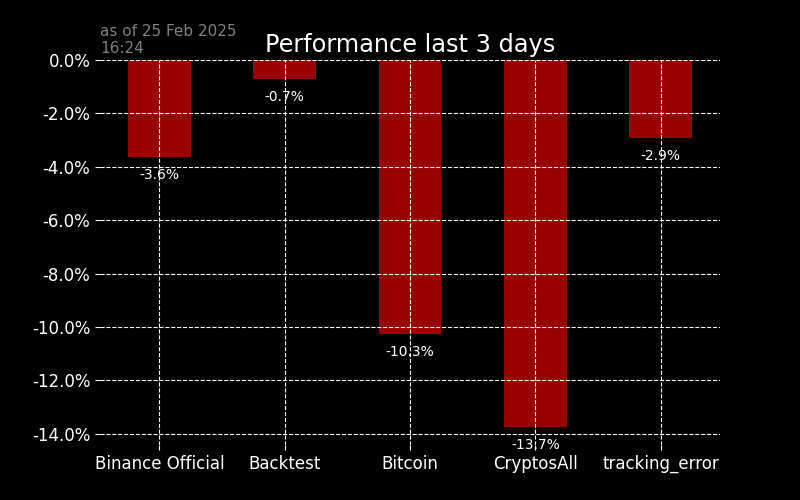 as of 25 Feb 2025
16:24
Performance last 3 days
0.0%
-2.0%
-4.0%
-6.0%
-8.0%
-10.0%
-12.0%
-14.0%
-3.6%
-0.7%
-10.3%
-13.7%
-2.9%
Binance Official
Backtest
Bitcoin
CryptosAll
tracking_error